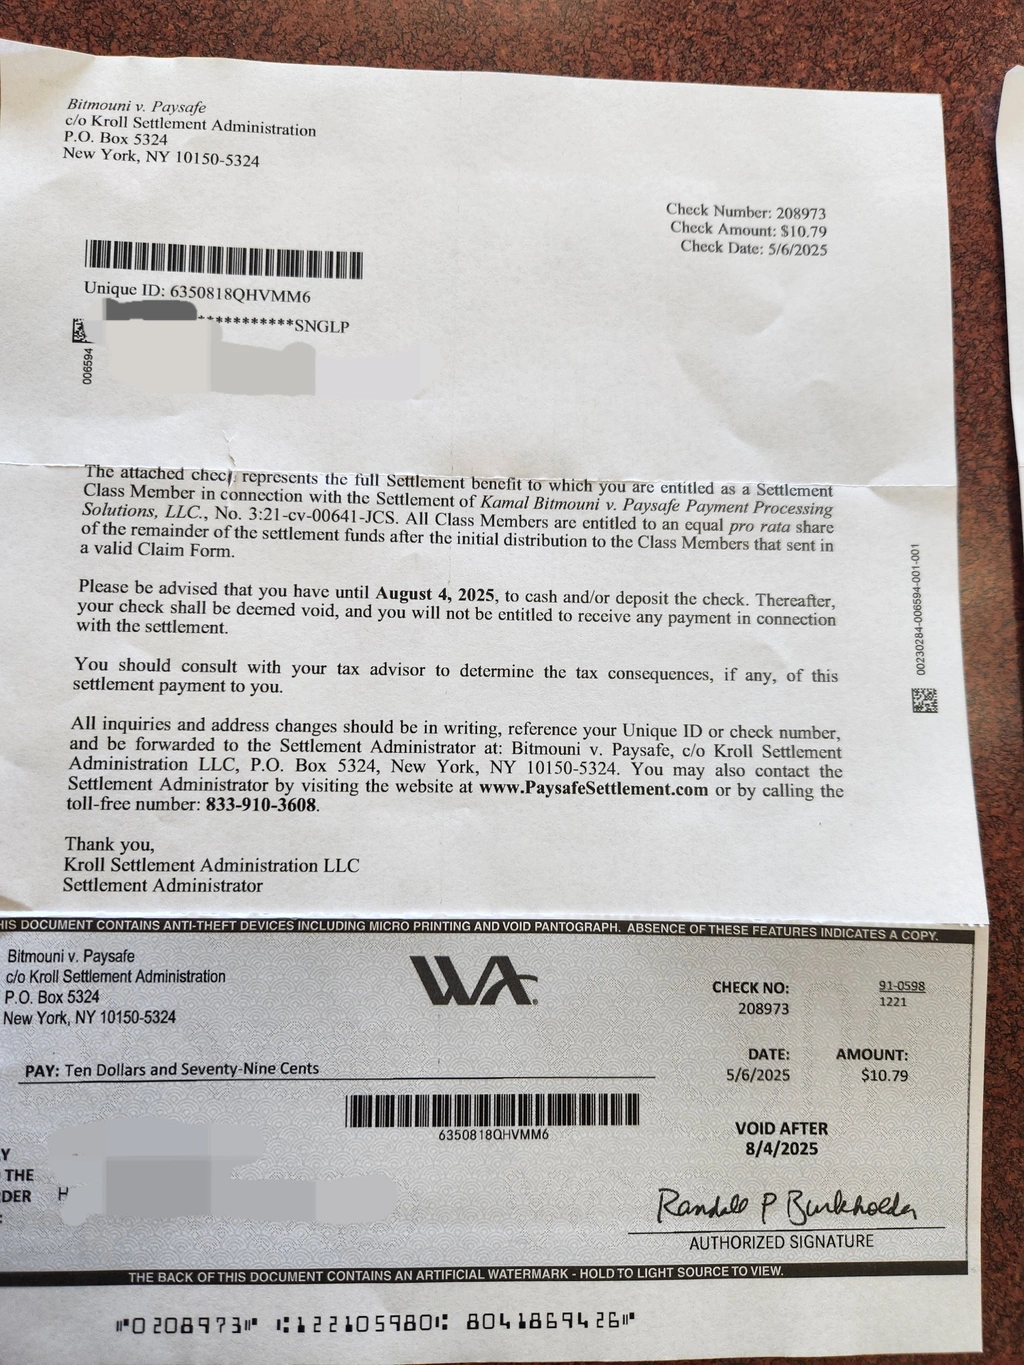 Bitmouni v. Paysafe
c/o Kroll Settlement Administration
P.O. Box 5324
New York, NY 10150-5324
Check Number: 208973
Check Amount: $10.79
Check Date: 5/6/2025
Unique ID: 6350818QHVMM6
***********SNGLP
006594
The attached check represents the full Settlement benefit to which you are entitled as a Settlement
Class Member in connection with the Settlement of Kamal Bitmouni v. Paysafe Payment Processing
Solutions, LLC., No. 3:21-cv-00641-JCS. All Class Members are entitled to an equal pro rata share
of the remainder of the settlement funds after the initial distribution to the Class Members that sent in
a valid Claim Form.
Please be advised that you have until August 4, 2025, to cash and/or deposit the check. Thereafter,
your check shall be deemed void, and you will not be entitled to receive any payment in connection
with the settlement.
You should consult with your tax advisor to determine the tax consequences, if any, of this
settlement payment to you.
All inquiries and address changes should be in writing, reference your Unique ID or check number,
and be forwarded to the Settlement Administrator at: Bitmouni v. Paysafe, c/o Kroll Settlement
Administration LLC, P.O. Box 5324, New York, NY 10150-5324. You may also contact the
Settlement Administrator by visiting the website at www.PaysafeSettlement.com or by calling the
toll-free number: 833-910-3608.
Thank you,
Kroll Settlement Administration LLC
Settlement Administrator
00230284-006594-001-001
HIS DOCUMENT CONTAINS ANTI-THEFT DEVICES INCLUDING MICRO PRINTING AND VOID PANTOGRAPH. ABSENCE OF THESE FEATURES INDICATES A COPY.
Bitmouni v. Paysafe
c/o Kroll Settlement Administration
P.O. Box 5324
New York, NY 10150-5324
WA
CHECK NO:
208973
91-0598
1221
PAY: Ten Dollars and Seventy-Nine Cents
DATE:
5/6/2025
AMOUNT:
$10.79
6350818QHVMM6
VOID AFTER
8/4/2025
Y
THE
DER H
:
Randall P Burkholder
AUTHORIZED SIGNATURE
THE BACK OF THIS DOCUMENT CONTAINS AN ARTIFICIAL WATERMARK - HOLD TO LIGHT SOURCE TO VIEW.
⑈0208973⑈ ⑆122105980⑆ 8041869426⑈